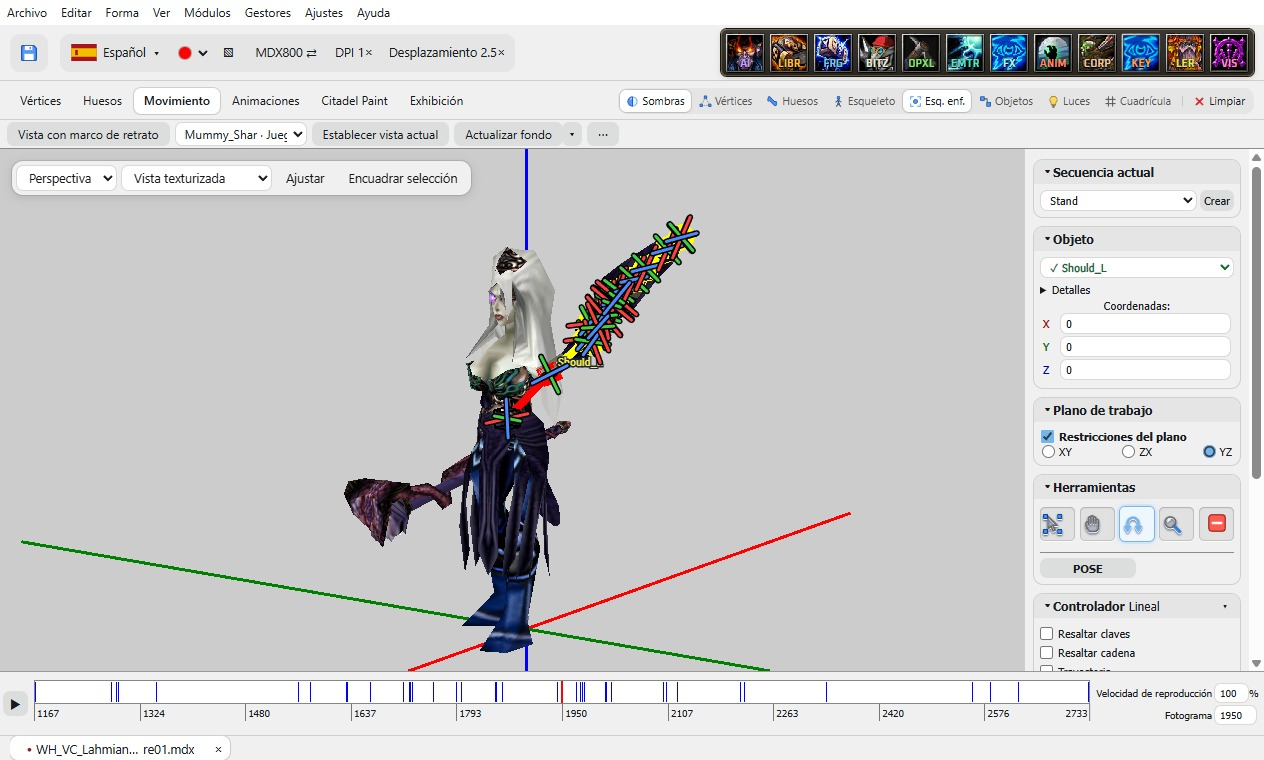 Archivo Editar Forma Ver Módulos Gestores Ajustes Ayuda
Español MDX800 DPI 1× Desplazamiento 2.5×
AI LIBR ERG BITZ OPXL EMTR FX ANIM CORP KEY LER VIS
Vértices Huesos Movimiento Animaciones Citadel Paint Exhibición
Sombras Vértices Huesos Esqueleto Esq. enf. Objetos Luces Cuadrícula Limpiar
Vista con marco de retrato Mummy_Shar · Jueg Establecer vista actual Actualizar fondo ...
Perspectiva Vista texturizada Ajustar Encuadrar selección
Should_L
Secuencia actual
Stand Crear
Objeto
✓ Should_L
Detalles
Coordenadas:
X 0
Y 0
Z 0
Plano de trabajo
Restricciones del plano
XY ZX YZ
Herramientas
POSE
Controlador Lineal
Resaltar claves
Resaltar cadena
Trayectoria
1167 1324 1480 1637 1793 1950 2107 2263 2420 2576 2733
Velocidad de reproducción 100 %
Fotograma 1950
• WH_VC_Lahmian... re01.mdx ×